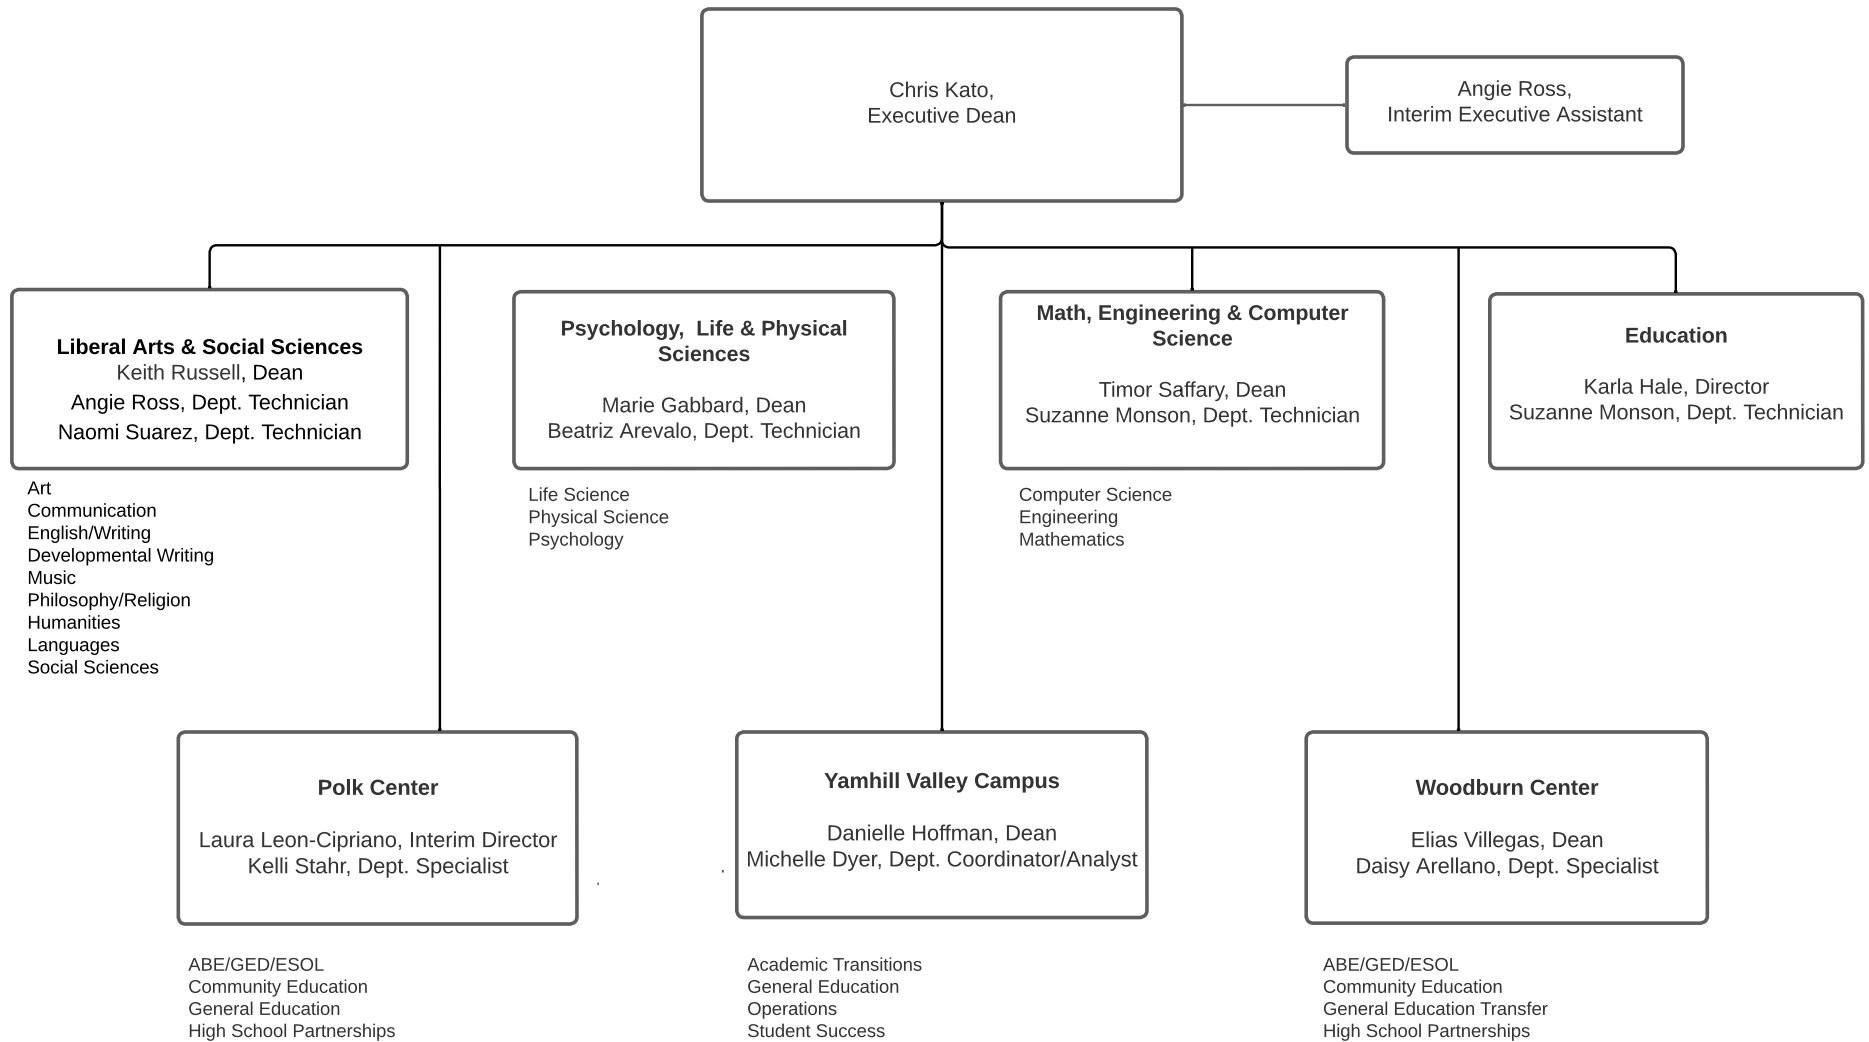 Chris Kato,
Executive Dean
Angie Ross,
Interim Executive Assistant
Liberal Arts & Social Sciences
Keith Russell, Dean
Angie Ross, Dept. Technician
Naomi Suarez, Dept. Technician
Art
Communication
English/Writing
Developmental Writing
Music
Philosophy/Religion
Humanities
Languages
Social Sciences
Psychology,  Life & Physical
Sciences
Marie Gabbard, Dean
Beatriz Arevalo, Dept. Technician
Life Science
Physical Science
Psychology
Math, Engineering & Computer
Science
Timor Saffary, Dean
Suzanne Monson, Dept. Technician
Computer Science
Engineering
Mathematics
Education
Karla Hale, Director
Suzanne Monson, Dept. Technician
Polk Center
Laura Leon-Cipriano, Interim Director
Kelli Stahr, Dept. Specialist
ABE/GED/ESOL
Community Education
General Education
High School Partnerships
Yamhill Valley Campus
Danielle Hoffman, Dean
Michelle Dyer, Dept. Coordinator/Analyst
Academic Transitions
General Education
Operations
Student Success
Woodburn Center
Elias Villegas, Dean
Daisy Arellano, Dept. Specialist
ABE/GED/ESOL
Community Education
General Education Transfer
High School Partnerships